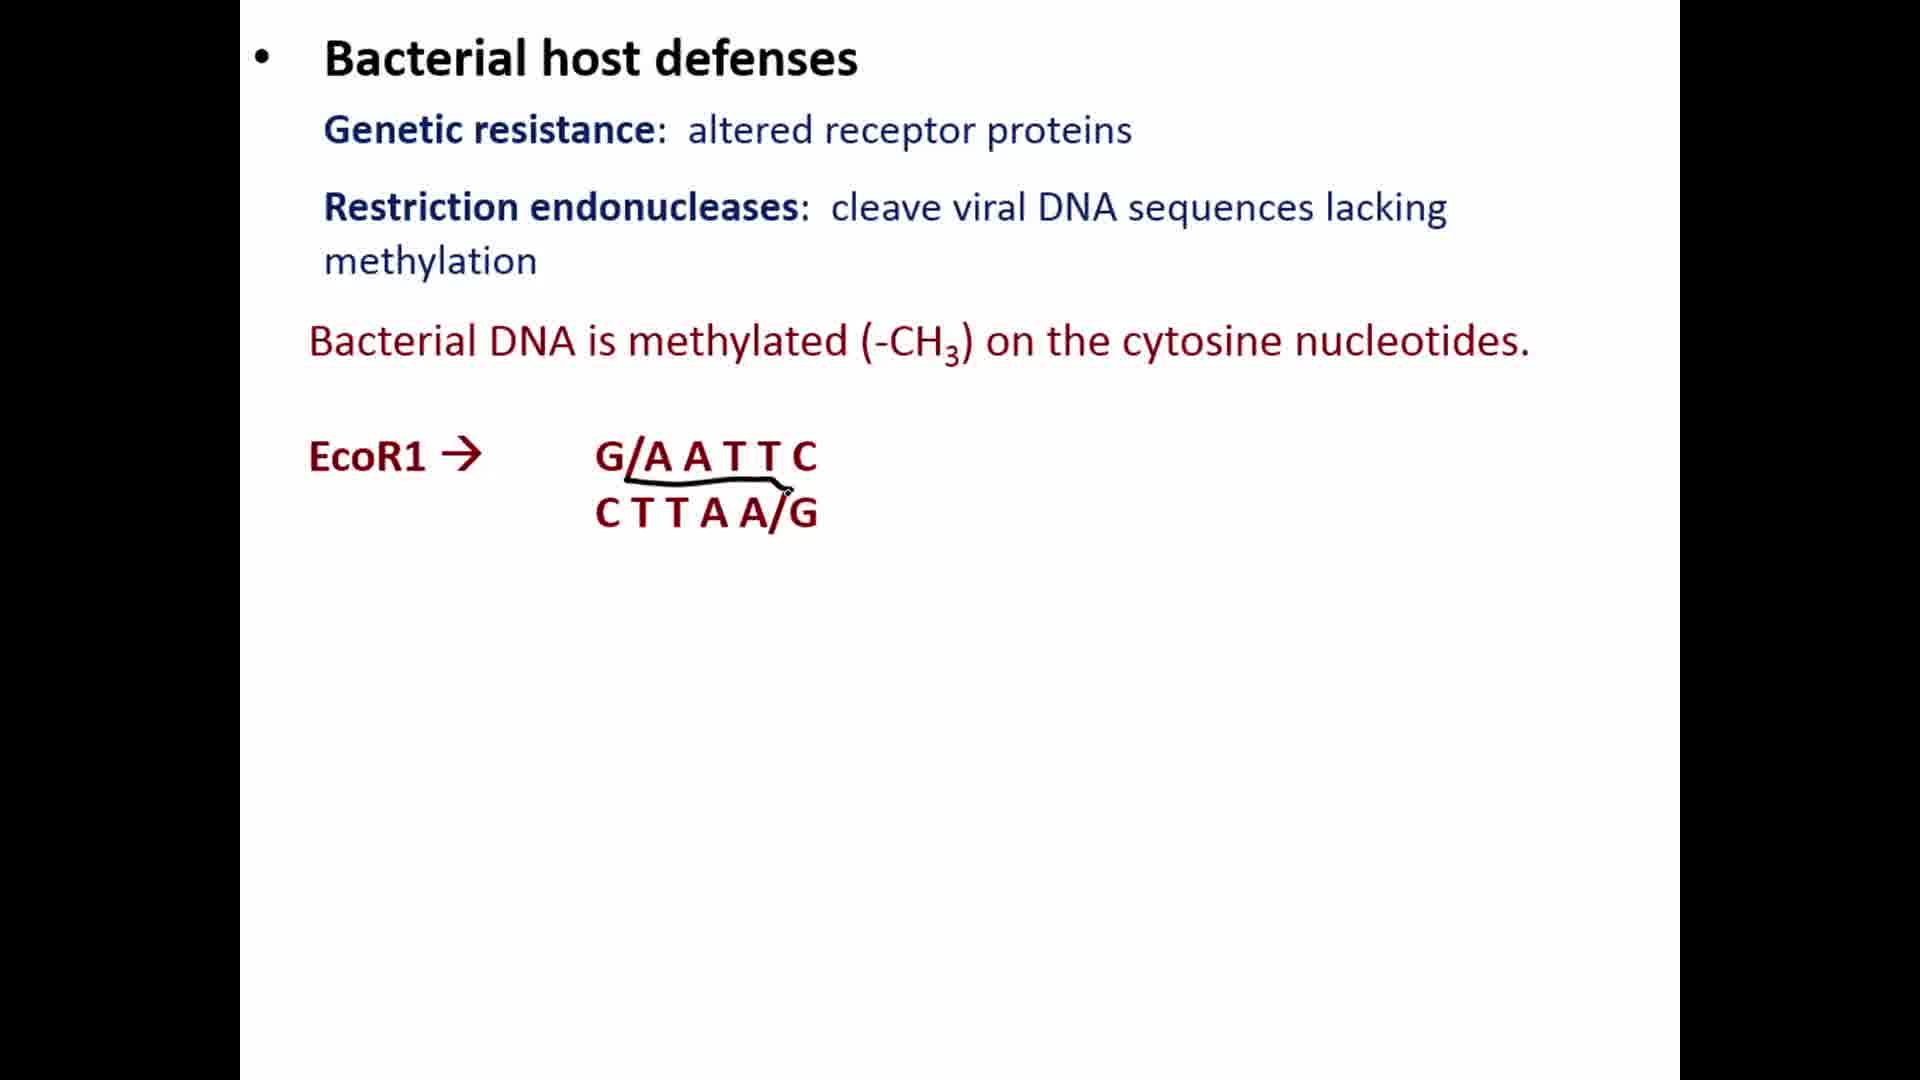 • Bacterial host defenses
Genetic resistance: altered receptor proteins
Restriction endonucleases: cleave viral DNA sequences lacking
methylation
Bacterial DNA is methylated (-CH₃) on the cytosine nucleotides.
EcoR1 → G/A A T T C
C T T A A/G